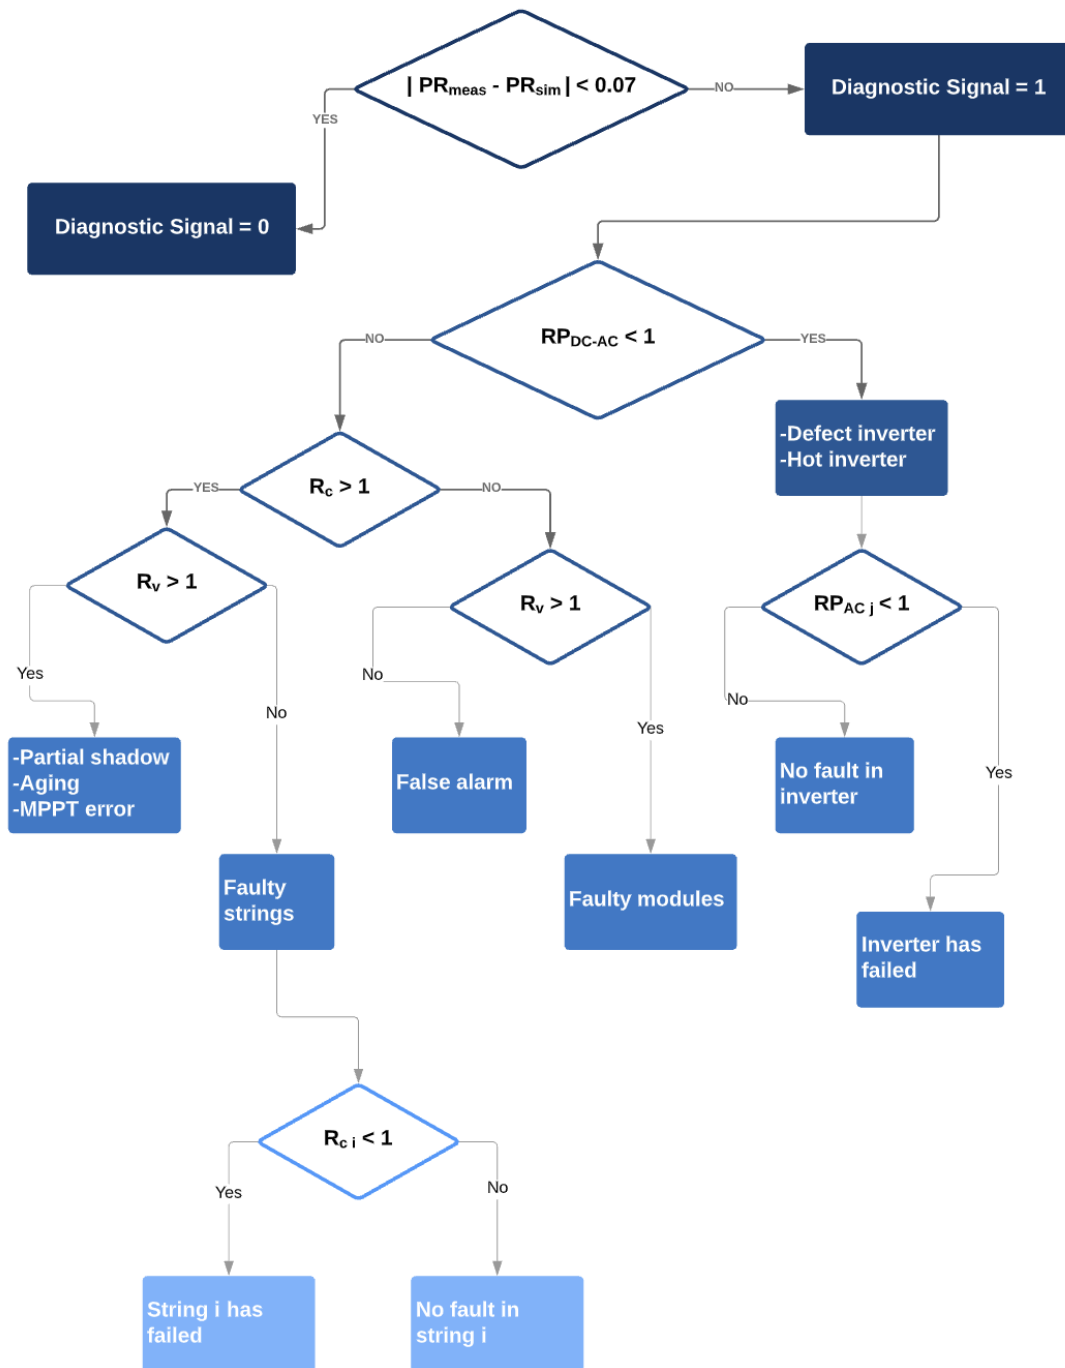 | PRmeas - PRsim | < 0.07
NO
Diagnostic Signal = 1
YES
Diagnostic Signal = 0
RPDC-AC < 1
NO
YES
-Defect inverter
-Hot inverter
Rc > 1
YES
NO
Rv > 1
Rv > 1
RPAC j < 1
Yes
No
No
Yes
No
Yes
-Partial shadow
-Aging
-MPPT error
False alarm
No fault in
inverter
Faulty
strings
Faulty modules
Inverter has
failed
Rc i < 1
Yes
No
String i has
failed
No fault in
string i